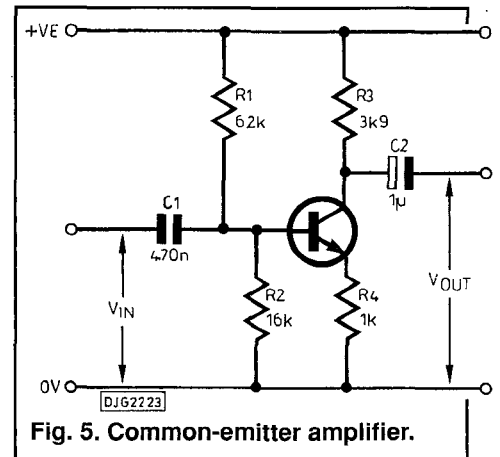 +VE
R1
62k
R3
3k9
C2
1µ
C1
470n
R2
16k
R4
1k
VIN
VOUT
0V
DJG2223
Fig. 5. Common-emitter amplifier.